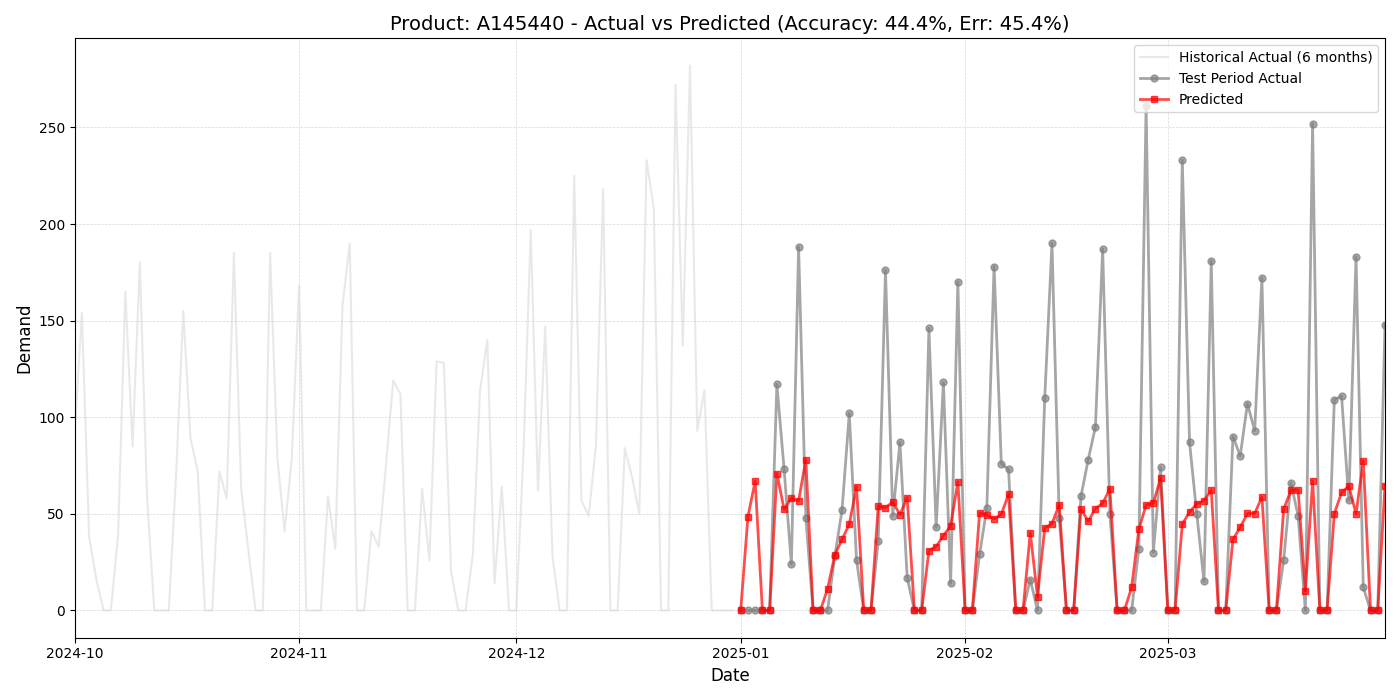 Product: A145440 - Actual vs Predicted (Accuracy: 44.4%, Err: 45.4%)
Historical Actual (6 months)
Test Period Actual
Predicted
Demand
250
200
150
100
50
0
2024-10
2024-11
2024-12
2025-01
2025-02
2025-03
Date